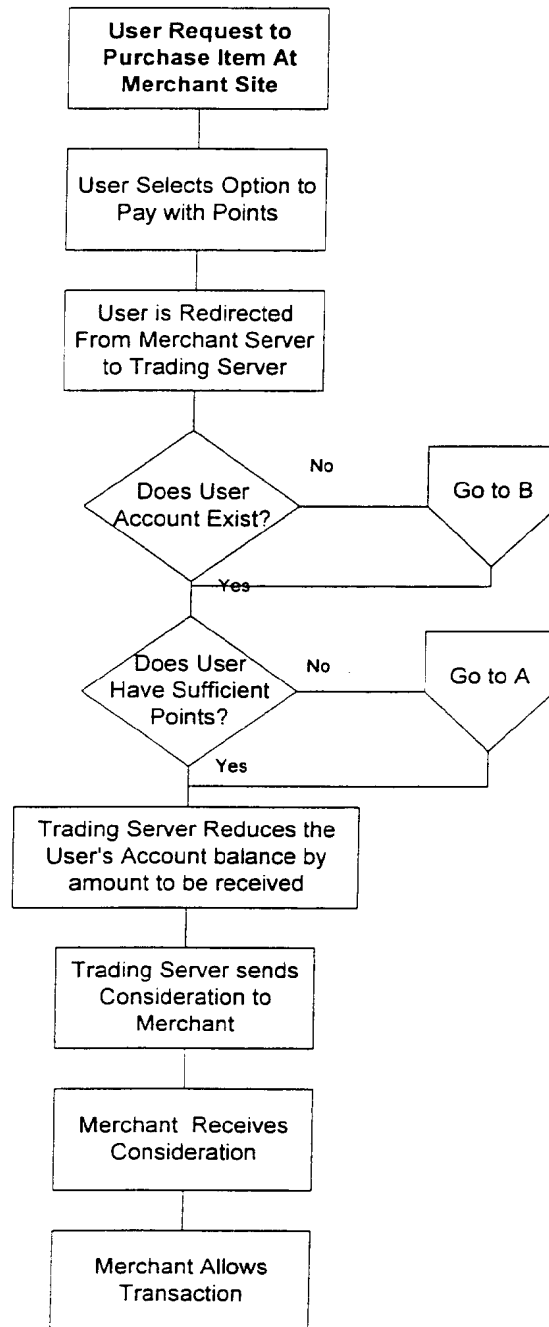 User Request to
Purchase Item At
Merchant Site
User Selects Option to
Pay with Points
User is Redirected
From Merchant Server
to Trading Server
No
Does User
Account Exist?
Go to B
Yes
Does User
Have Sufficient
Points?
No
Go to A
Yes
Trading Server Reduces the
User's Account balance by
amount to be received
Trading Server sends
Consideration to
Merchant
Merchant Receives
Consideration
Merchant Allows
Transaction